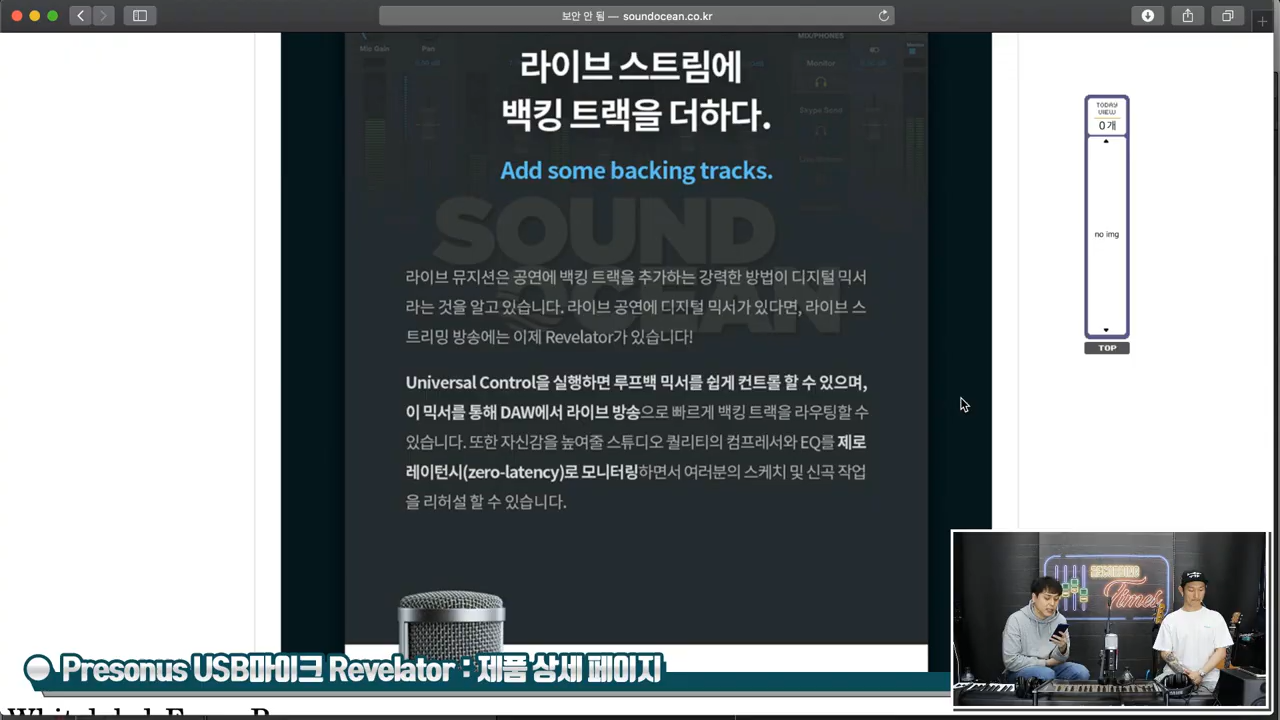 보안 안 됨 — soundocean.co.kr
MIX/PHONES
Mic Gain
Pan
Monitor
라이브 스트림에
백킹 트랙을 더하다.
Add some backing tracks.
SOUND
OCEAN
라이브 뮤지션은 공연에 백킹 트랙을 추가하는 강력한 방법이 디지털 믹서
라는 것을 알고 있습니다. 라이브 공연에 디지털 믹서가 있다면, 라이브 스
트리밍 방송에는 이제 Revelator가 있습니다!
Universal Control을 실행하면 루프백 믹서를 쉽게 컨트롤 할 수 있으며,
이 믹서를 통해 DAW에서 라이브 방송으로 빠르게 백킹 트랙을 라우팅할 수
있습니다. 또한 자신감을 높여줄 스튜디오 퀄리티의 컴프레서와 EQ를 제로
레이턴시(zero-latency)로 모니터링하면서 여러분의 스케치 및 신곡 작업
을 리허설 할 수 있습니다.
TODAY
VIEW
0개
no img
TOP
RECORDING
Times
Presonus USB마이크 Revelator : 제품 상세 페이지